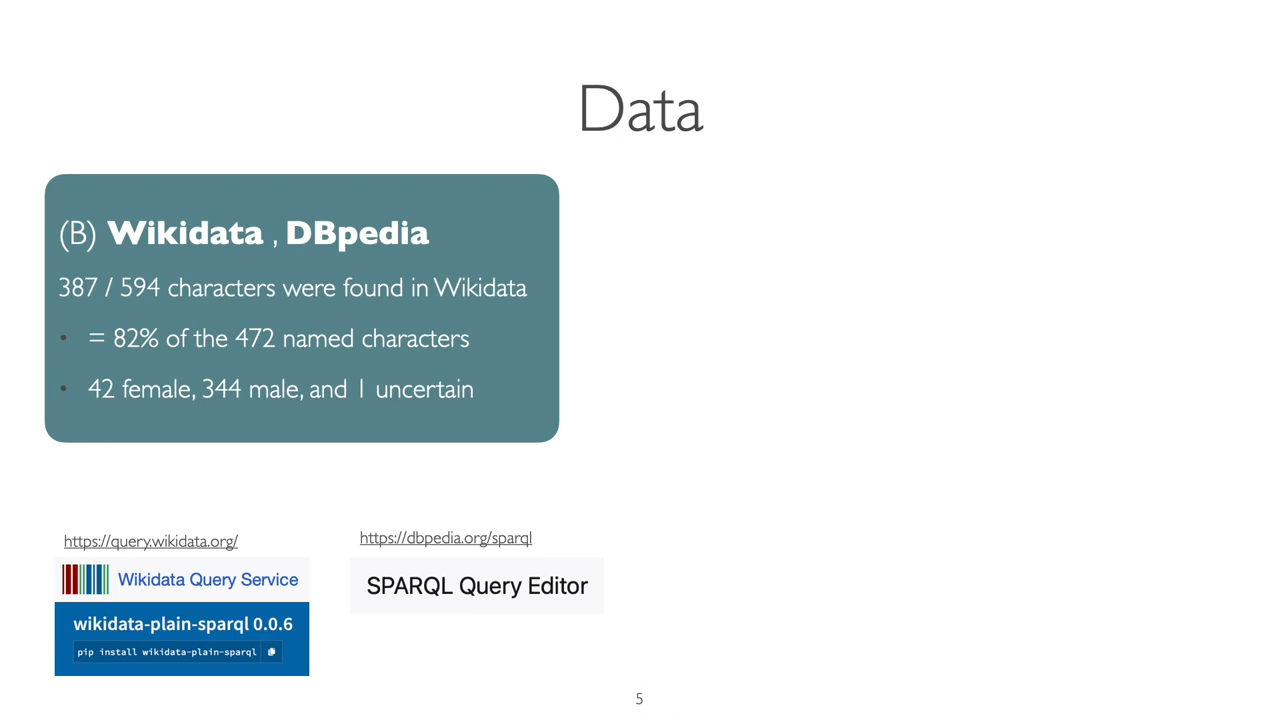 Data
(B) Wikidata , DBpedia
387 / 594 characters were found in Wikidata
• = 82% of the 472 named characters
• 42 female, 344 male, and 1 uncertain
https://query.wikidata.org/
https://dbpedia.org/sparql
Wikidata Query Service
SPARQL Query Editor
wikidata-plain-sparql 0.0.6
pip install wikidata-plain-sparql
5